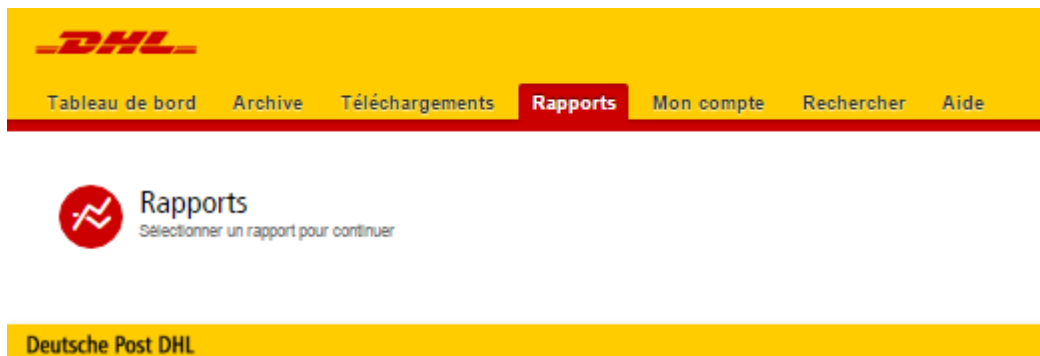 DHL
Tableau de bord Archive Téléchargements Rapports Mon compte Rechercher Aide
Rapports
Sélectionner un rapport pour continuer
Deutsche Post DHL